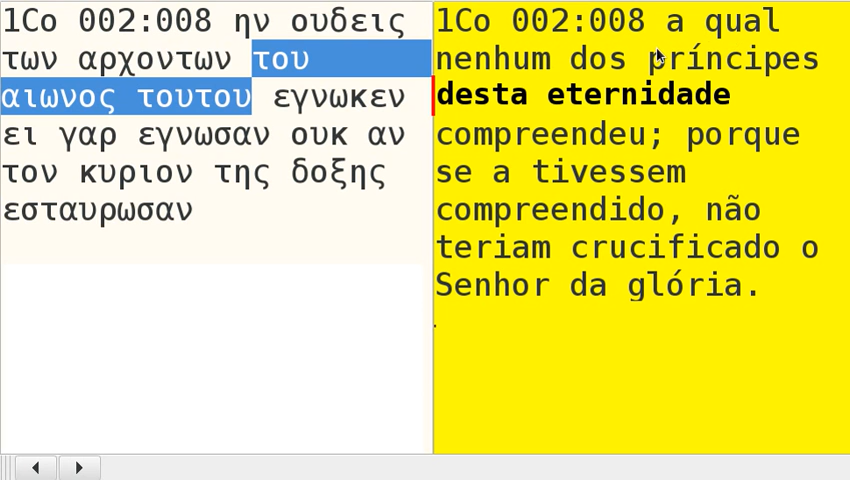 1Co 002:008 ην ουδεις
των αρχοντων του
αιωνος τουτου εγνωκεν
ει γαρ εγνωσαν ουκ αν
τον κυριον της δοξης
εσταυρωσαν
1Co 002:008 a qual
nenhum dos príncipes
desta eternidade
compreendeu; porque
se a tivessem
compreendido, não
teriam crucificado o
Senhor da glória.